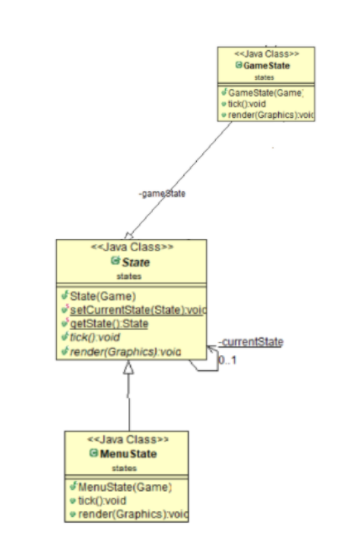 <<Java Class>>
GameState
states
GameState(Game)
tick():void
render(Graphics):void
-gameState
<<Java Class>>
State
states
State(Game)
setCurrentState(State):void
getState():State
tick():void
render(Graphics):void
-currentState
0..1
<<Java Class>>
MenuState
states
MenuState(Game)
tick():void
render(Graphics):void